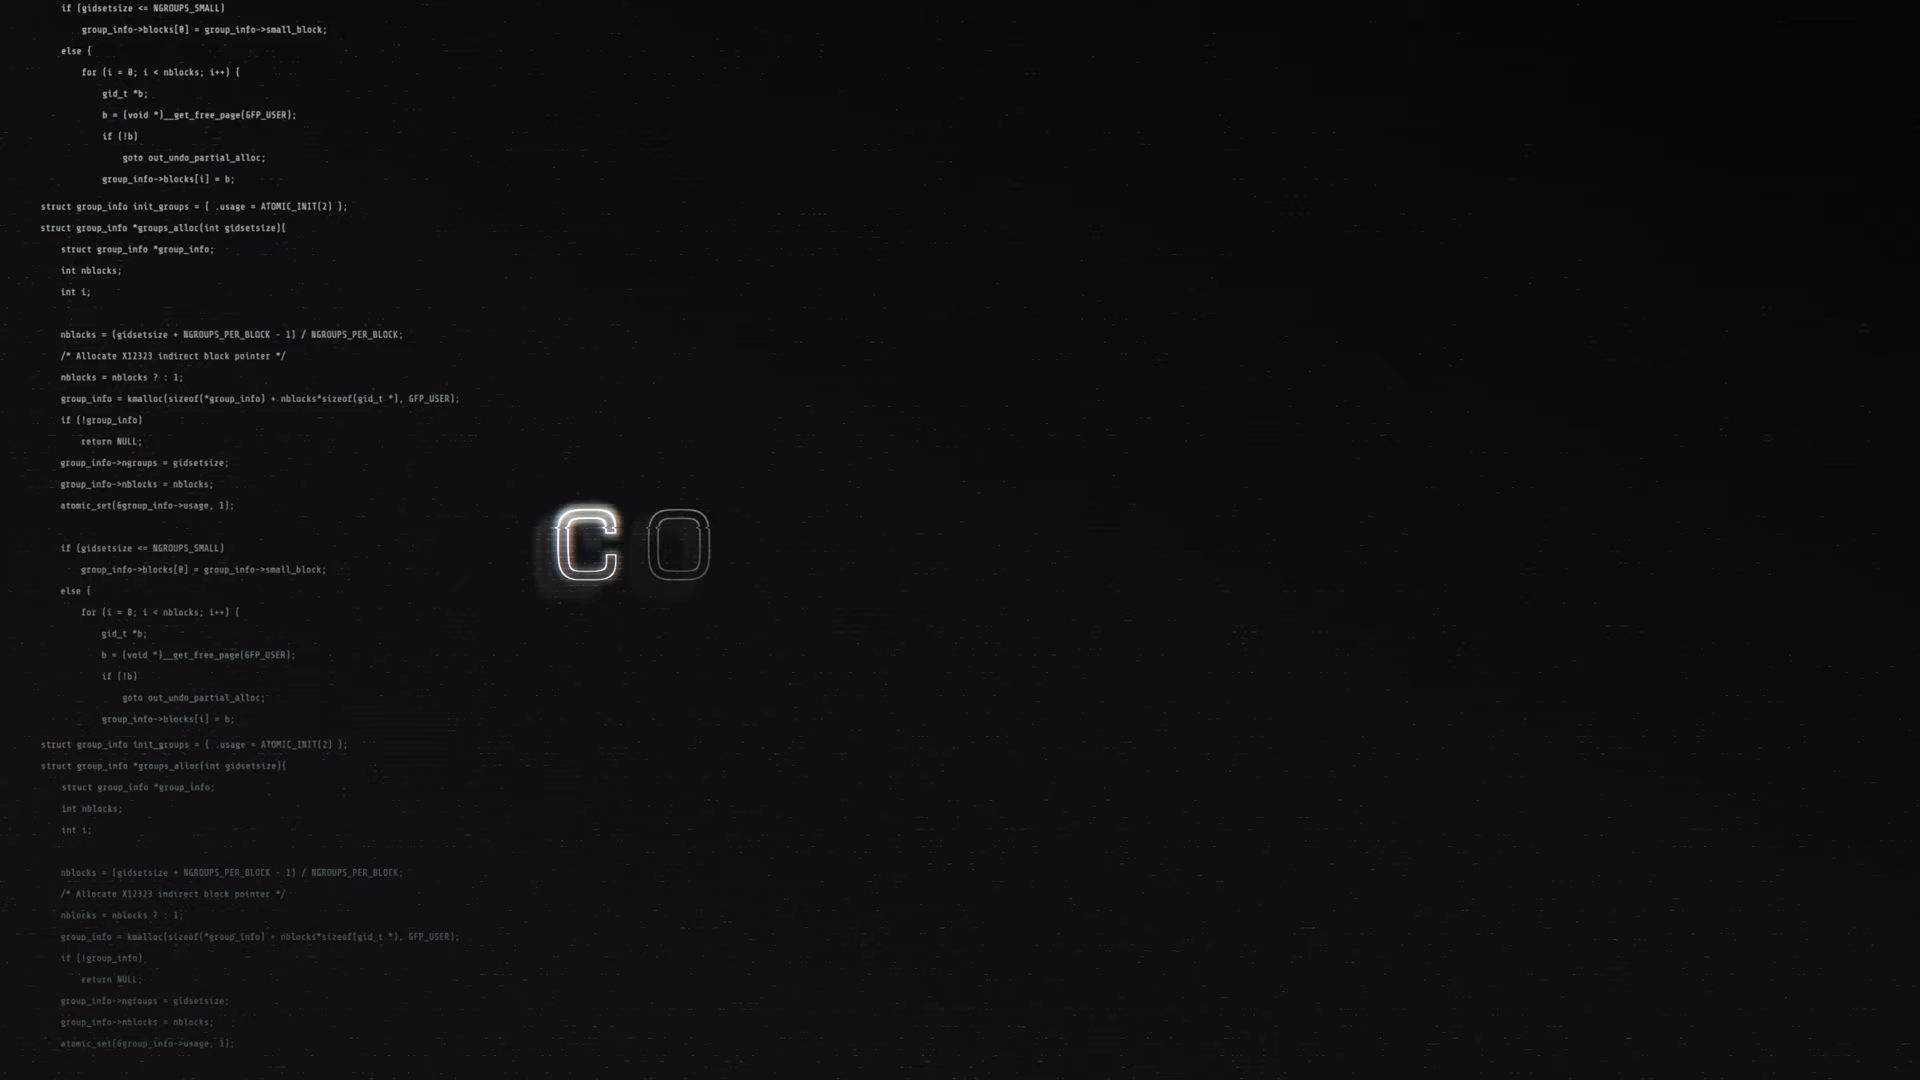 if (gidsetsize <= NGROUPS_SMALL)
group_info->blocks[0] = group_info->small_block;
else {
for (i = 0; i < nblocks; i++) {
gid_t *b;
b = (void *)__get_free_page(GFP_USER);
if (!b)
goto out_undo_partial_alloc;
group_info->blocks[i] = b;
struct group_info init_groups = { .usage = ATOMIC_INIT(2) };
struct group_info *groups_alloc(int gidsetsize){
struct group_info *group_info;
int nblocks;
int i;
nblocks = (gidsetsize + NGROUPS_PER_BLOCK - 1) / NGROUPS_PER_BLOCK;
/* Allocate X12323 indirect block pointer */
nblocks = nblocks ? : 1;
group_info = kmalloc(sizeof(*group_info) + nblocks*sizeof(gid_t *), GFP_USER);
if (!group_info)
return NULL;
group_info->ngroups = gidsetsize;
group_info->nblocks = nblocks;
atomic_set(&group_info->usage, 1);
if (gidsetsize <= NGROUPS_SMALL)
group_info->blocks[0] = group_info->small_block;
else {
for (i = 0; i < nblocks; i++) {
gid_t *b;
b = (void *)__get_free_page(GFP_USER);
if (!b)
goto out_undo_partial_alloc;
group_info->blocks[i] = b;
struct group_info init_groups = { .usage = ATOMIC_INIT(2) };
struct group_info *groups_alloc(int gidsetsize){
struct group_info *group_info;
int nblocks;
int i;
nblocks = (gidsetsize + NGROUPS_PER_BLOCK - 1) / NGROUPS_PER_BLOCK;
/* Allocate X12323 indirect block pointer */
nblocks = nblocks ? : 1;
group_info = kmalloc(sizeof(*group_info) + nblocks*sizeof(gid_t *), GFP_USER);
if (!group_info)
return NULL;
group_info->ngroups = gidsetsize;
group_info->nblocks = nblocks;
atomic_set(&group_info->usage, 1);
CO